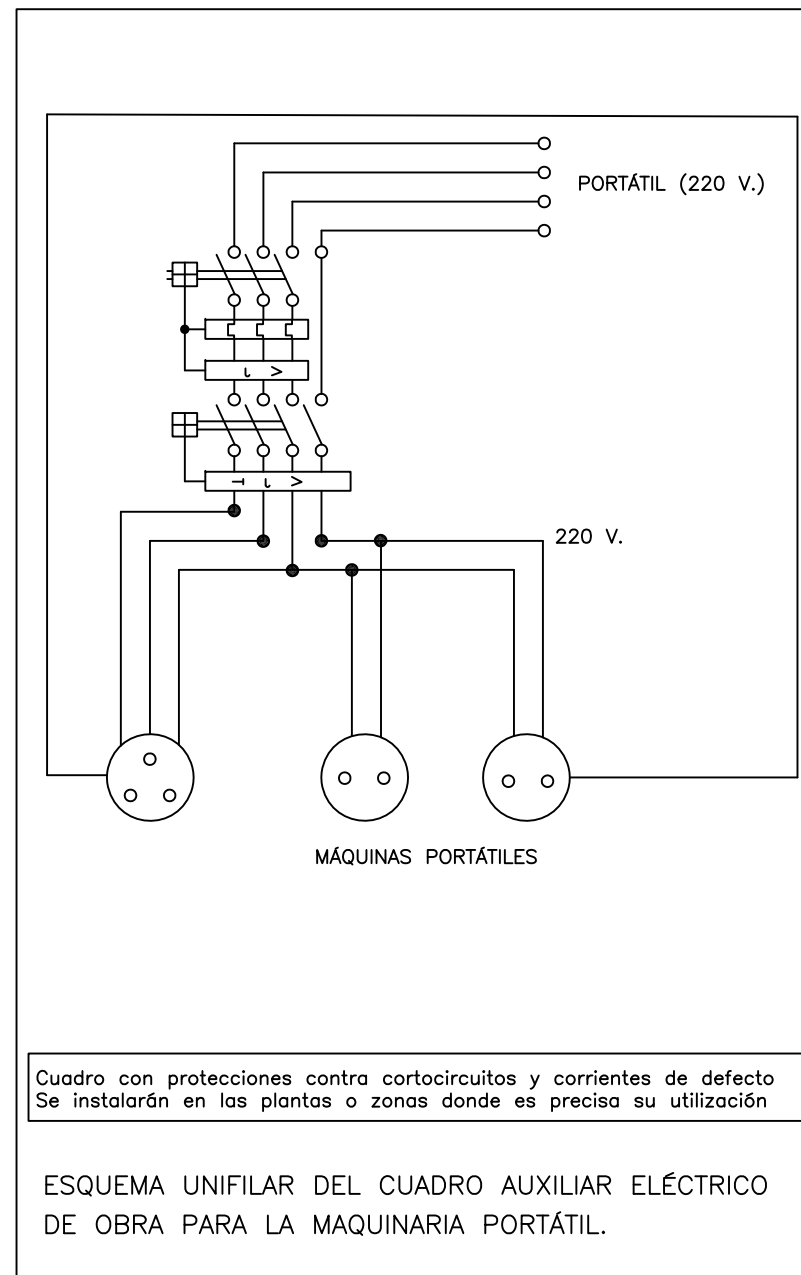 PORTÁTIL (220 V.)
220 V.
MÁQUINAS PORTÁTILES
Cuadro con protecciones contra cortocircuitos y corrientes de defecto
Se instalarán en las plantas o zonas donde es precisa su utilización
ESQUEMA UNIFILAR DEL CUADRO AUXILIAR ELÉCTRICO
DE OBRA PARA LA MAQUINARIA PORTÁTIL.